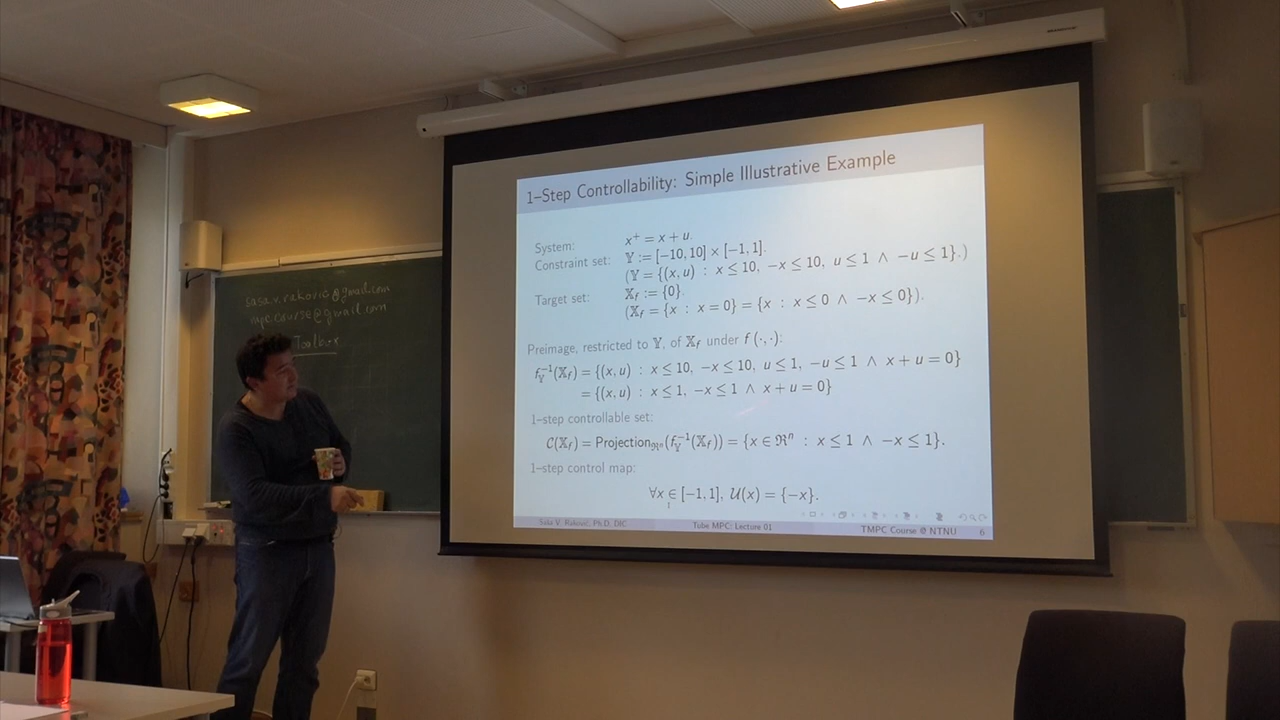 1–Step Controllability: Simple Illustrative Example
System: x⁺ = x + u.
Constraint set: 𝕐 := [−10, 10] × [−1, 1].
(𝕐 = {(x, u) : x ≤ 10, −x ≤ 10, u ≤ 1 ∧ −u ≤ 1}.)
Target set: 𝕏_f := {0}.
(𝕏_f = {x : x = 0} = {x : x ≤ 0 ∧ −x ≤ 0}).
Preimage, restricted to 𝕐, of 𝕏_f under f(·,·):
f_𝕐⁻¹(𝕏_f) = {(x, u) : x ≤ 10, −x ≤ 10, u ≤ 1, −u ≤ 1 ∧ x + u = 0}
= {(x, u) : x ≤ 1, −x ≤ 1 ∧ x + u = 0}
1–step controllable set:
𝒞(𝕏_f) = Projection_ℜⁿ(f_𝕐⁻¹(𝕏_f)) = {x ∈ ℜⁿ : x ≤ 1 ∧ −x ≤ 1}.
1–step control map:
∀x ∈ [−1, 1], 𝒰(x) = {−x}.
Saša V. Raković, Ph.D. DIC Tube MPC: Lecture 01 TMPC Course @ NTNU 6
sasa.v.rakovic@gmail.com
mpc.course@gmail.com
Toolbox